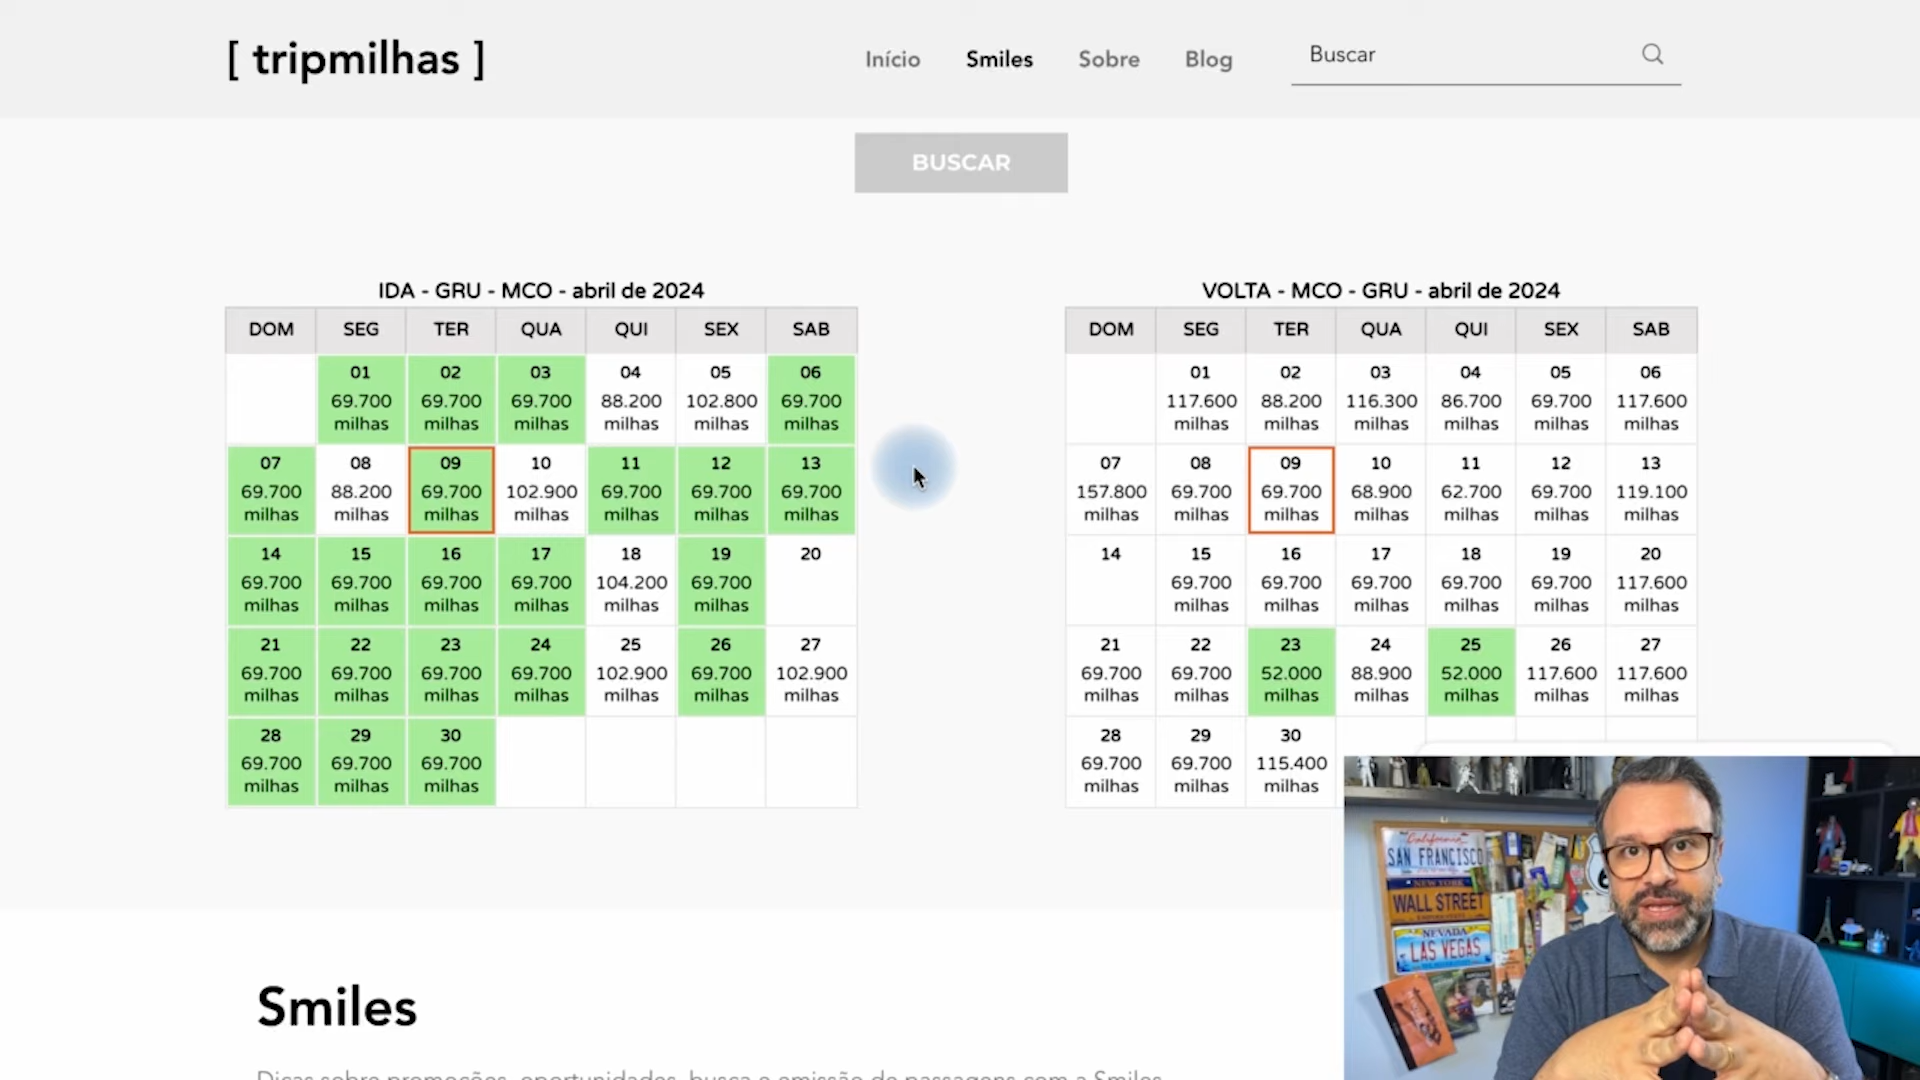 [ tripmilhas ]
Início Smiles Sobre Blog Buscar
BUSCAR
IDA - GRU - MCO - abril de 2024
DOM SEG TER QUA QUI SEX SAB
01 02 03 04 05 06
69.700 69.700 69.700 88.200 102.800 69.700
milhas milhas milhas milhas milhas milhas
07 08 09 10 11 12 13
69.700 88.200 69.700 102.900 69.700 69.700 69.700
milhas milhas milhas milhas milhas milhas milhas
14 15 16 17 18 19 20
69.700 69.700 69.700 69.700 104.200 69.700
milhas milhas milhas milhas milhas milhas
21 22 23 24 25 26 27
69.700 69.700 69.700 69.700 102.900 69.700 102.900
milhas milhas milhas milhas milhas milhas milhas
28 29 30
69.700 69.700 69.700
milhas milhas milhas
VOLTA - MCO - GRU - abril de 2024
DOM SEG TER QUA QUI SEX SAB
01 02 03 04 05 06
117.600 88.200 116.300 86.700 69.700 117.600
milhas milhas milhas milhas milhas milhas
07 08 09 10 11 12 13
157.800 69.700 69.700 68.900 62.700 69.700 119.100
milhas milhas milhas milhas milhas milhas milhas
14 15 16 17 18 19 20
69.700 69.700 69.700 69.700 69.700 117.600
milhas milhas milhas milhas milhas milhas
21 22 23 24 25 26 27
69.700 69.700 52.000 88.900 52.000 117.600 117.600
milhas milhas milhas milhas milhas milhas milhas
28 29 30
69.700 69.700 115.400
milhas milhas milhas
Smiles
Dicas sobre promoções, oportunidades, busca e emissão de passagens com a Smiles
California
SAN FRANCISCO
NEW YORK
WALL STREET
NEVADA
LAS VEGAS